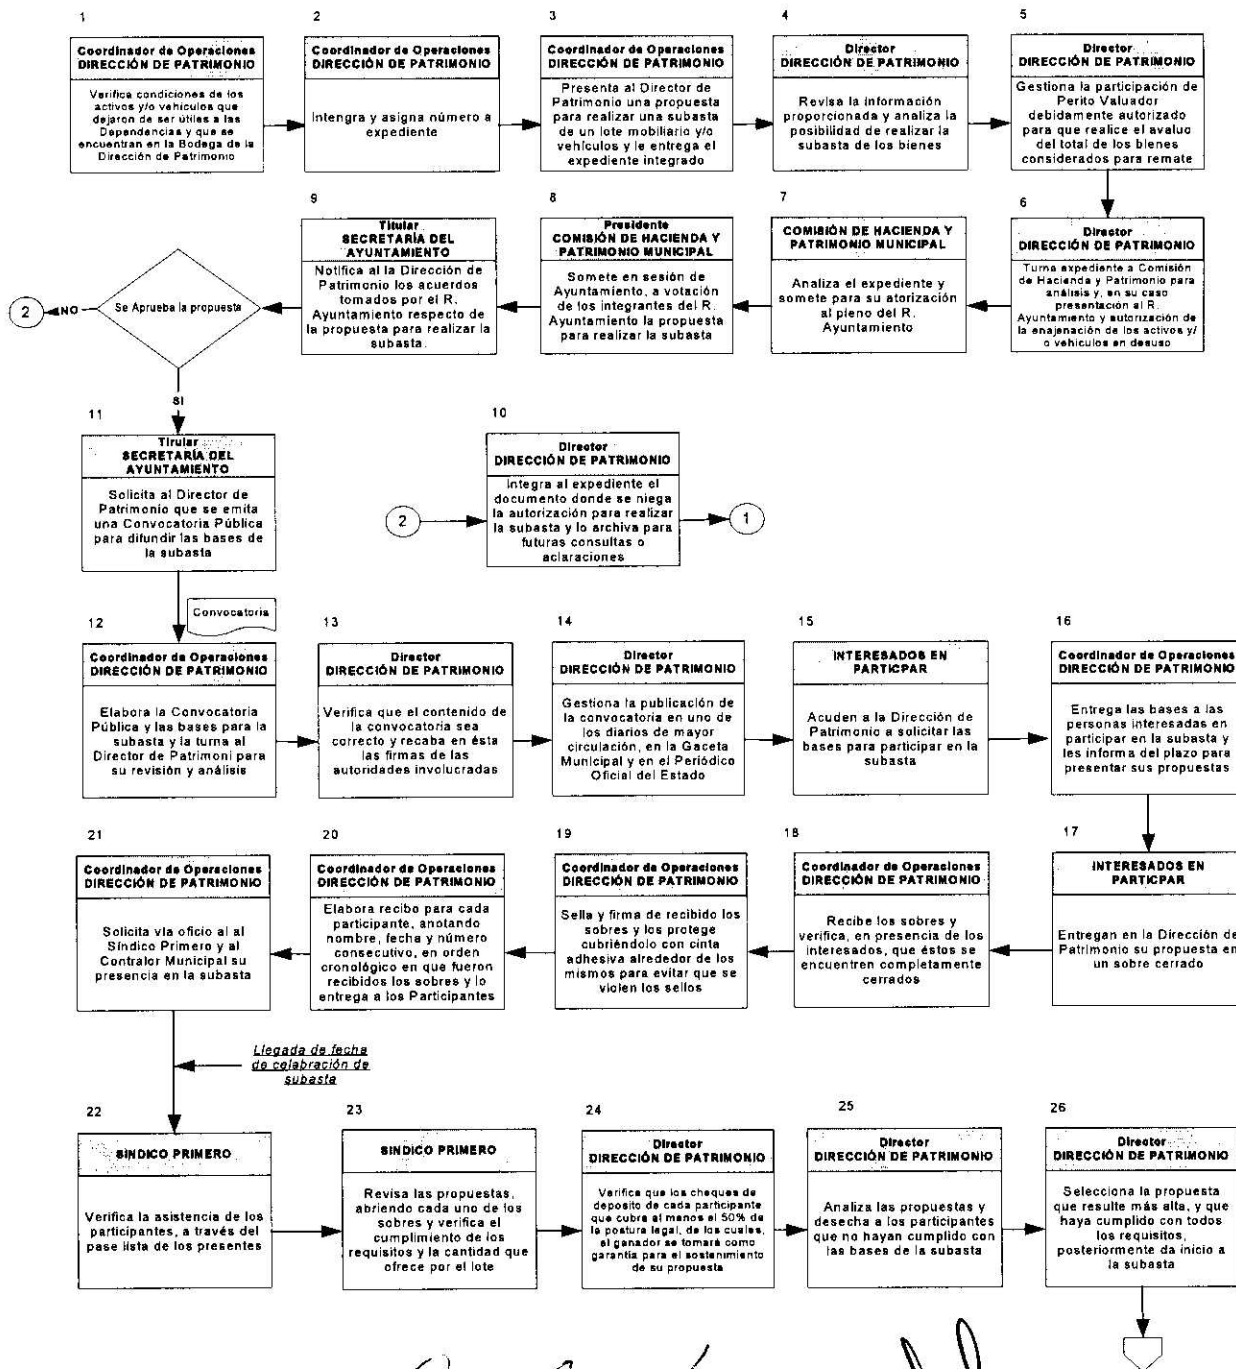 1
Coordinador de Operaciones
DIRECCIÓN DE PATRIMONIO
Verifica condiciones de los
activos y/o vehículos que
dejaron de ser útiles a las
Dependencias y que se
encuentran en la Bodega de la
Dirección de Patrimonio
2
Coordinador de Operaciones
DIRECCIÓN DE PATRIMONIO
Intengra y asigna número a
expediente
3
Coordinador de Operaciones
DIRECCIÓN DE PATRIMONIO
Presenta al Director de
Patrimonio una propuesta
para realizar una subasta
de un lote mobiliario y/o
vehículos y le entrega el
expediente integrado
4
Director
DIRECCIÓN DE PATRIMONIO
Revisa la información
proporcionada y analiza la
posibilidad de realizar la
subasta de los bienes
5
Director
DIRECCIÓN DE PATRIMONIO
Gestiona la participación de
Perito Valuador
debidamente autorizado
para que realice el avaluo
del total de los bienes
considerados para remate
6
Director
DIRECCIÓN DE PATRIMONIO
Turna expediente a Comisión
de Hacienda y Patrimonio para
análisis y, en su caso
presentación al R.
Ayuntamiento y autorización de
la enajenación de los activos y/
o vehículos en desuso
7
COMISIÓN DE HACIENDA Y
PATRIMONIO MUNICIPAL
Analiza el expediente y
somete para su atorización
al pleno del R.
Ayuntamiento
8
Presidente
COMISIÓN DE HACIENDA Y
PATRIMONIO MUNICIPAL
Somete en sesión de
Ayuntamiento, a votación
de los integrantes del R.
Ayuntamiento la propuesta
para realizar la subasta
9
Titular
SECRETARÍA DEL
AYUNTAMIENTO
Notifica al la Dirección de
Patrimonio los acuerdos
tomados por el R.
Ayuntamiento respecto de
la propuesta para realizar la
subasta.
Se Aprueba la propuesta
NO
2
SI
11
Tirular
SECRETARÍA DEL
AYUNTAMIENTO
Solicita al Director de
Patrimonio que se emita
una Convocatoria Pública
para difundir las bases de
la subasta
10
2
Director
DIRECCIÓN DE PATRIMONIO
Integra al expediente el
documento donde se niega
la autorización para realizar
la subasta y lo archiva para
futuras consultas o
aclaraciones
1
Convocatoria
12
Coordinador de Operaciones
DIRECCIÓN DE PATRIMONIO
Elabora la Convocatoria
Pública y las bases para la
subasta y la turna al
Director de Patrimoni para
su revisión y análisis
13
Director
DIRECCIÓN DE PATRIMONIO
Verifica que el contenido de
la convocatoria sea
correcto y recaba en ésta
las firmas de las
autoridades involucradas
14
Director
DIRECCIÓN DE PATRIMONIO
Gestiona la publicación de
la convocatoria en uno de
los diarios de mayor
circulación, en la Gaceta
Municipal y en el Periódico
Oficial del Estado
15
INTERESADOS EN
PARTICPAR
Acuden a la Dirección de
Patrimonio a solicitar las
bases para participar en la
subasta
16
Coordinador de Operaciones
DIRECCIÓN DE PATRIMONIO
Entrega las bases a las
personas interesadas en
participar en la subasta y
les informa del plazo para
presentar sus propuestas
17
INTERESADOS EN
PARTICPAR
Entregan en la Dirección de
Patrimonio su propuesta en
un sobre cerrado
18
Coordinador de Operaciones
DIRECCIÓN DE PATRIMONIO
Recibe los sobres y
verifica, en presencia de los
interesados, que éstos se
encuentren completamente
cerrados
19
Coordinador de Operaciones
DIRECCIÓN DE PATRIMONIO
Sella y firma de recibido los
sobres y los protege
cubriéndolo con cinta
adhesiva alrededor de los
mismos para evitar que se
violen los sellos
20
Coordinador de Operaciones
DIRECCIÓN DE PATRIMONIO
Elabora recibo para cada
participante, anotando
nombre, fecha y número
consecutivo, en orden
cronológico en que fueron
recibidos los sobres y lo
entrega a los Participantes
21
Coordinador de Operaciones
DIRECCIÓN DE PATRIMONIO
Solicita vía oficio al al
Síndico Primero y al
Contralor Municipal su
presencia en la subasta
Llegada de fecha
de celabración de
subasta
22
SÍNDICO PRIMERO
Verifica la asistencia de los
participantes, a través del
pase lista de los presentes
23
SÍNDICO PRIMERO
Revisa las propuestas,
abriendo cada uno de los
sobres y verifica el
cumplimiento de los
requisitos y la cantidad que
ofrece por el lote
24
Director
DIRECCIÓN DE PATRIMONIO
Verifica que los cheques de
deposito de cada participante
que cubra al menos el 50% de
la postura legal, de los cuales,
el ganador se tomará como
garantía para el sostenimiento
de su propuesta
25
Director
DIRECCIÓN DE PATRIMONIO
Analiza las propuestas y
desecha a los participantes
que no hayan cumplido con
las bases de la subasta
26
Director
DIRECCIÓN DE PATRIMONIO
Selecciona la propuesta
que resulte más alta, y que
haya cumplido con todos
los requisitos,
posteriormente da inicio a
la subasta